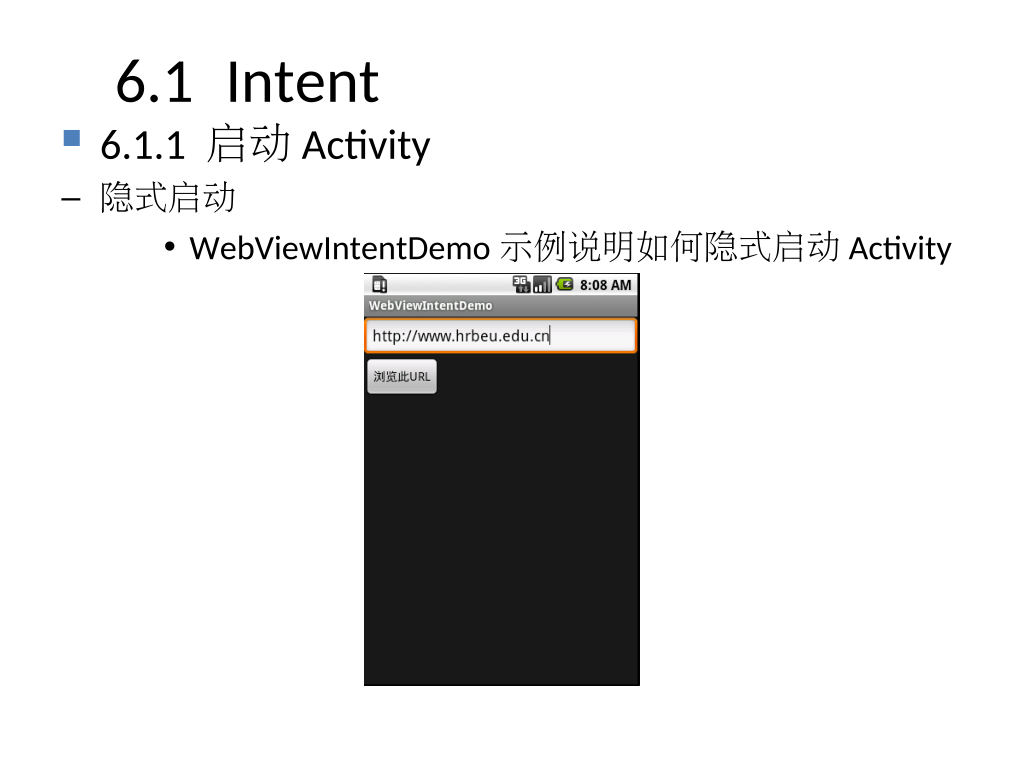 6.1 Intent
6.1.1 启动 Activity
– 隐式启动
• WebViewIntentDemo 示例说明如何隐式启动 Activity
3G 8:08 AM
WebViewIntentDemo
http://www.hrbeu.edu.cn
浏览此URL